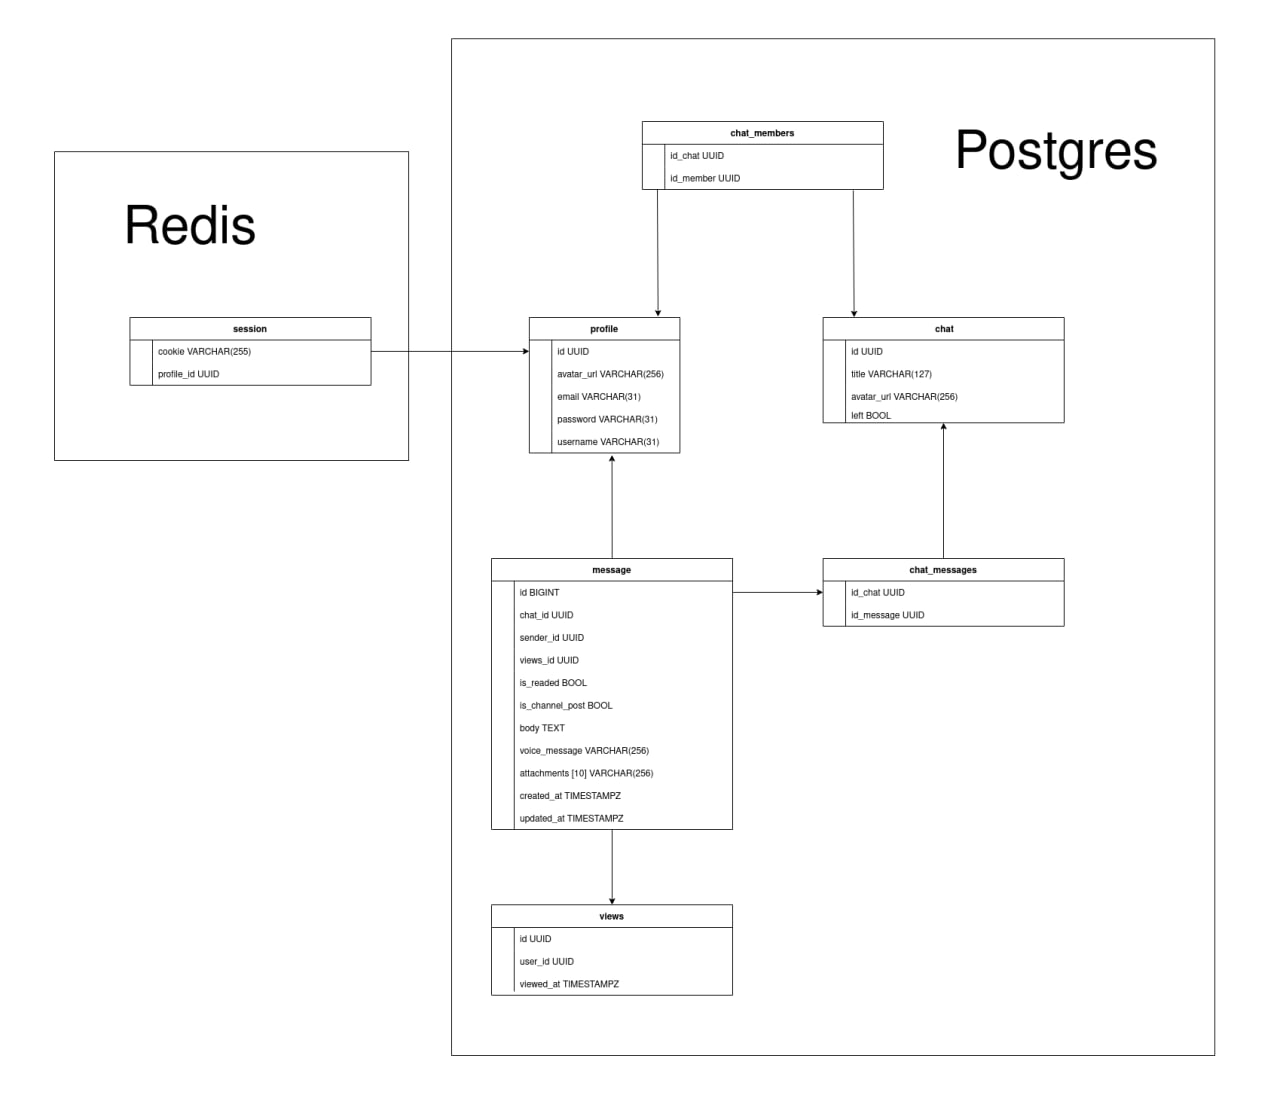 Redis
session
cookie VARCHAR(255)
profile_id UUID
Postgres
chat_members
id_chat UUID
id_member UUID
profile
id UUID
avatar_url VARCHAR(256)
email VARCHAR(31)
password VARCHAR(31)
username VARCHAR(31)
chat
id UUID
title VARCHAR(127)
avatar_url VARCHAR(256)
left BOOL
message
id BIGINT
chat_id UUID
sender_id UUID
views_id UUID
is_readed BOOL
is_channel_post BOOL
body TEXT
voice_message VARCHAR(256)
attachments [10] VARCHAR(256)
created_at TIMESTAMPZ
updated_at TIMESTAMPZ
chat_messages
id_chat UUID
id_message UUID
views
id UUID
user_id UUID
viewed_at TIMESTAMPZ